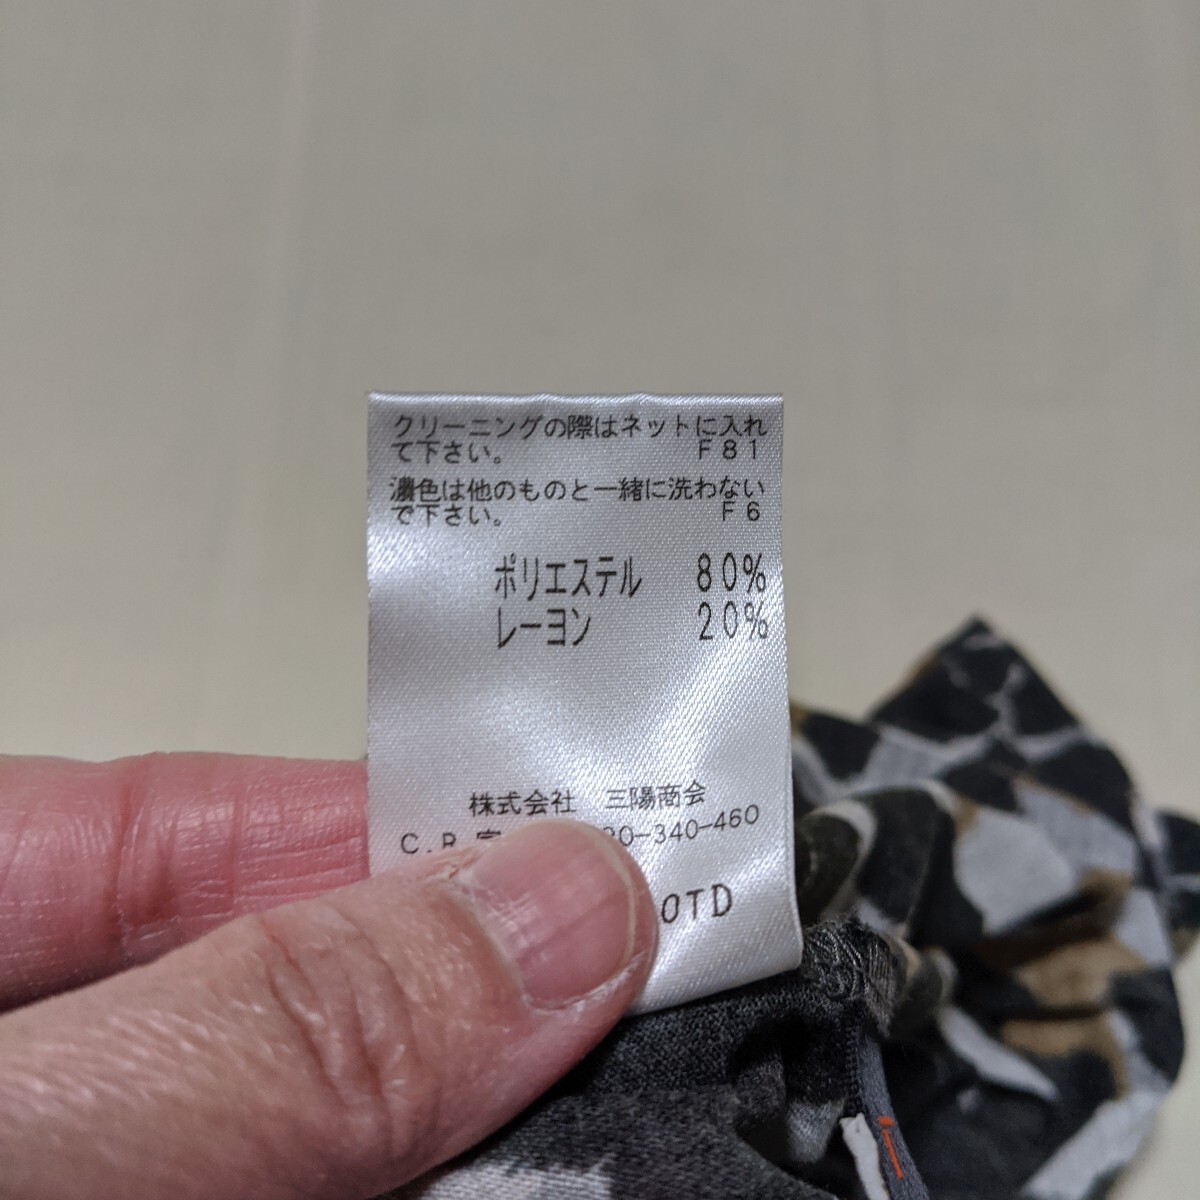 クリーニングの際はネットに入れ
て下さい。 F81
濃色は他のものと一緒に洗わない
で下さい。 F6
ポリエステル 80%
レーヨン 20%
株式会社 三陽商会
C.R.室 20-340-460
OTD